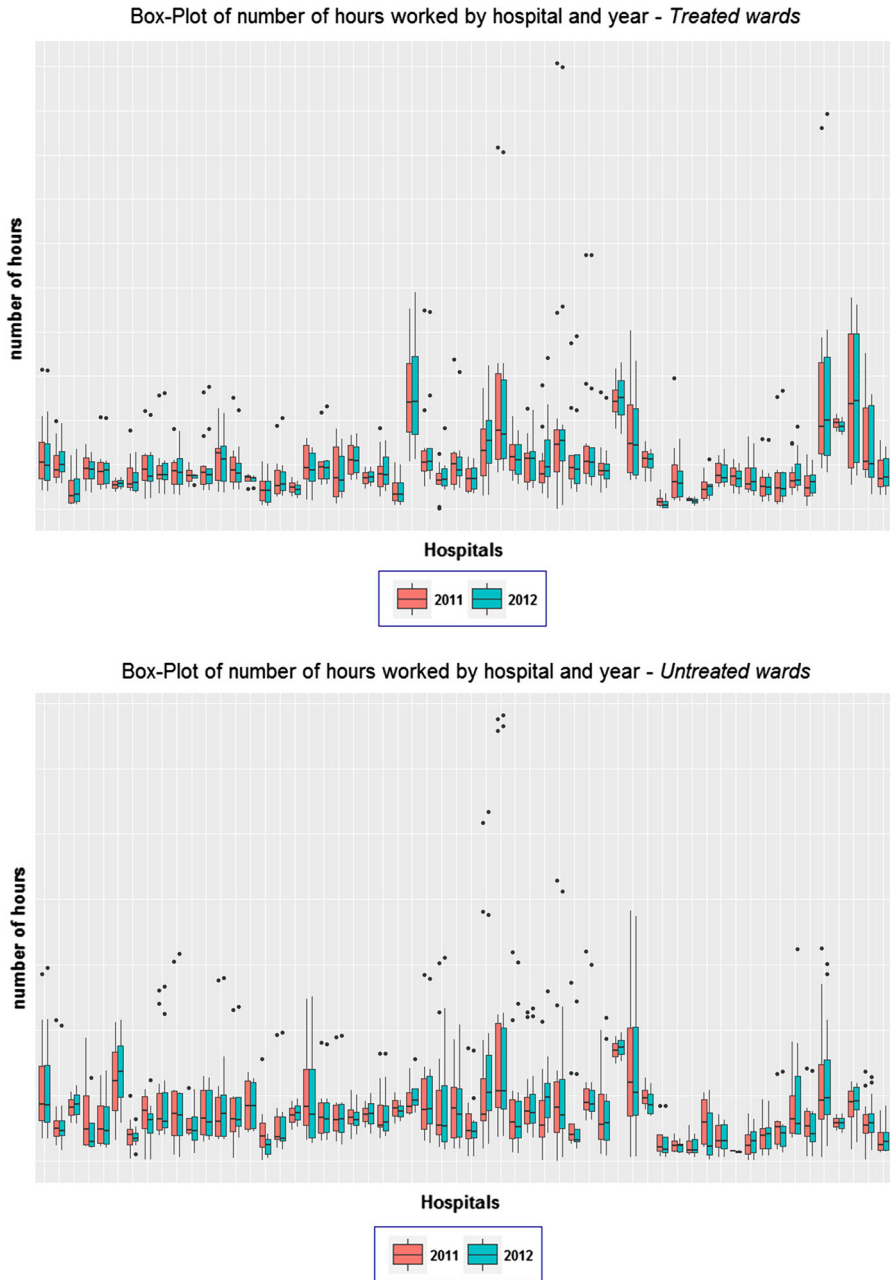 Box-Plot of number of hours worked by hospital and year - Treated wards
number of hours
Hospitals
2011 2012
Box-Plot of number of hours worked by hospital and year - Untreated wards
number of hours
Hospitals
2011 2012